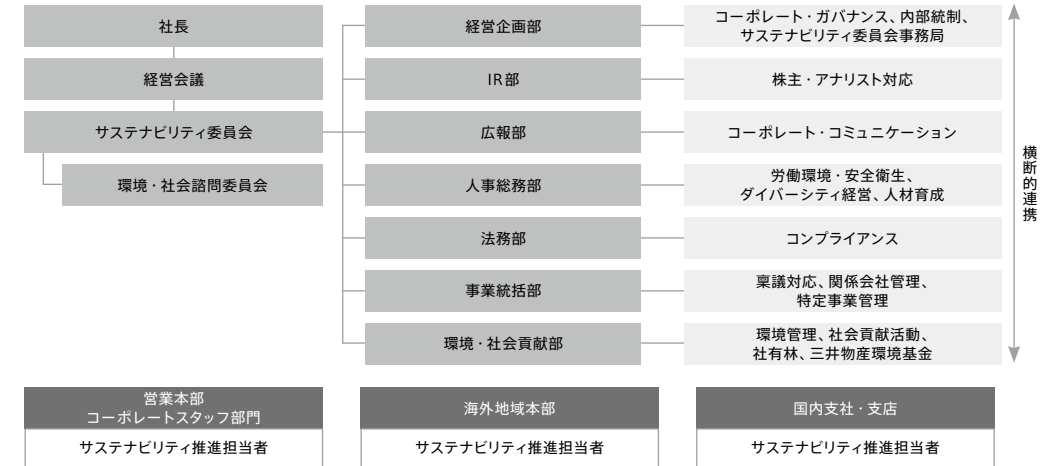 社長
経営会議
サステナビリティ委員会
環境・社会諮問委員会
経営企画部
コーポレート・ガバナンス、内部統制、
サステナビリティ委員会事務局
IR部
株主・アナリスト対応
広報部
コーポレート・コミュニケーション
人事総務部
労働環境・安全衛生、
ダイバーシティ経営、人材育成
法務部
コンプライアンス
事業統括部
稟議対応、関係会社管理、
特定事業管理
環境・社会貢献部
環境管理、社会貢献活動、
社有林、三井物産環境基金
横断的連携
営業本部
コーポレートスタッフ部門
サステナビリティ推進担当者
海外地域本部
サステナビリティ推進担当者
国内支社・支店
サステナビリティ推進担当者